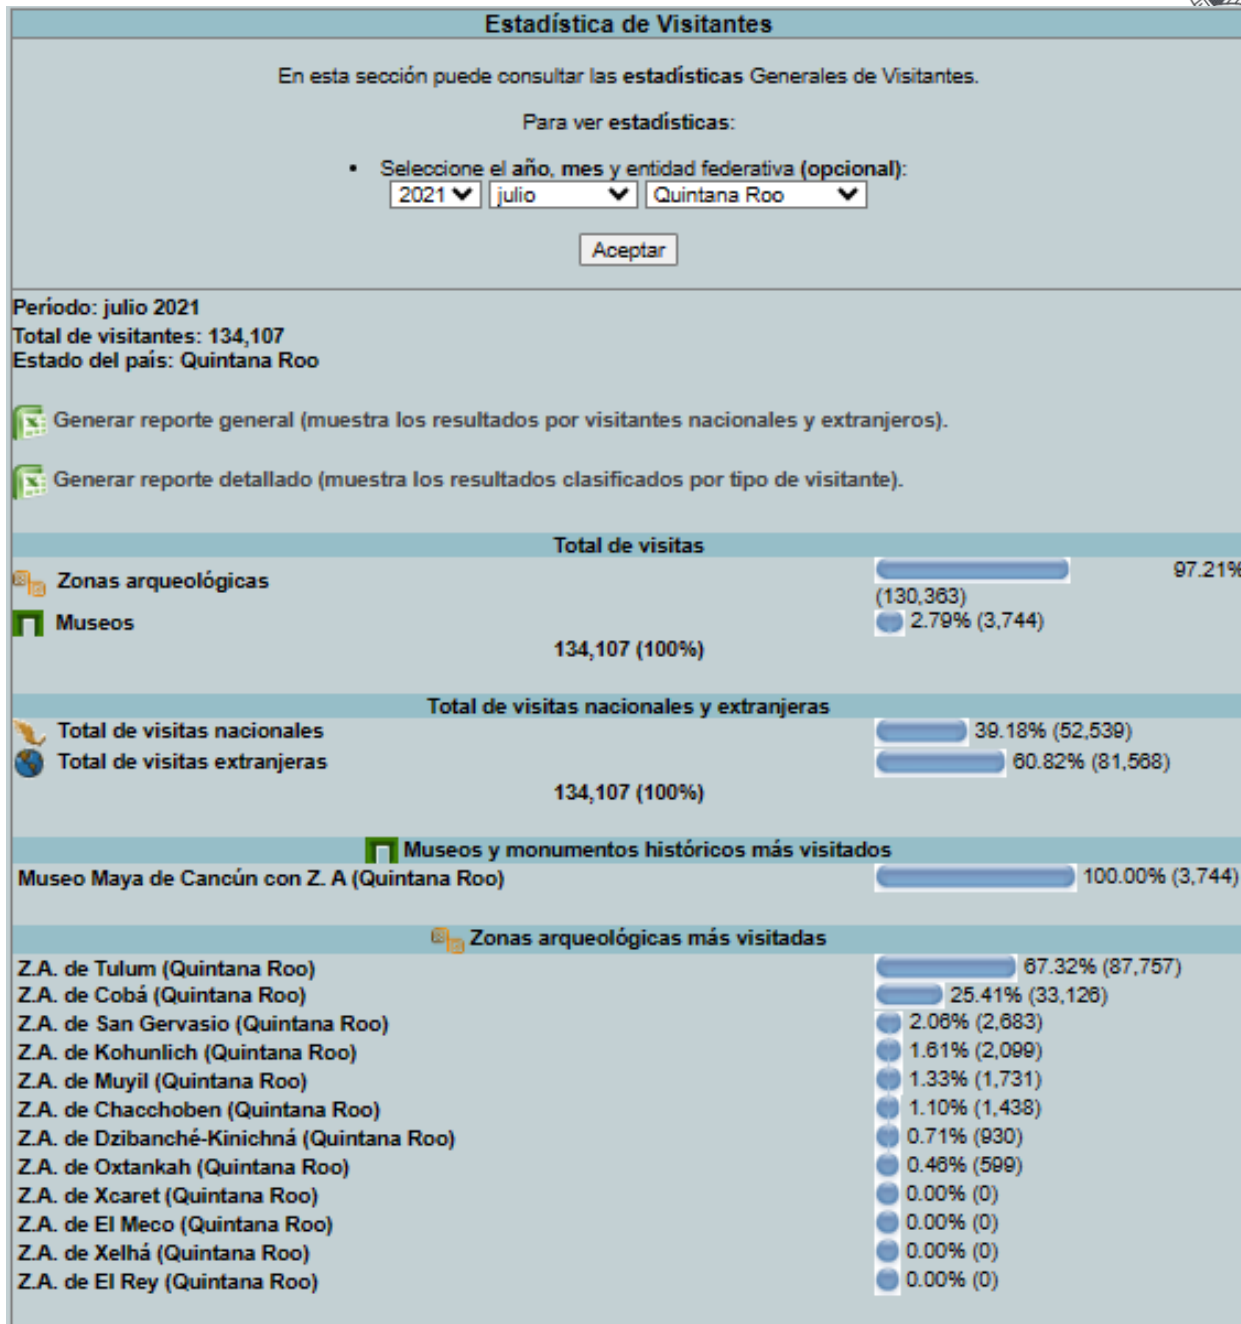 Estadística de Visitantes
En esta sección puede consultar las estadísticas Generales de Visitantes.
Para ver estadísticas:
• Seleccione el año, mes y entidad federativa (opcional):
2021 julio Quintana Roo
Aceptar
Período: julio 2021
Total de visitantes: 134,107
Estado del país: Quintana Roo
Generar reporte general (muestra los resultados por visitantes nacionales y extranjeros).
Generar reporte detallado (muestra los resultados clasificados por tipo de visitante).
Total de visitas
Zonas arqueológicas 97.21%
(130,363)
Museos 2.79% (3,744)
134,107 (100%)
Total de visitas nacionales y extranjeras
Total de visitas nacionales 39.18% (52,539)
Total de visitas extranjeras 60.82% (81,568)
134,107 (100%)
Museos y monumentos históricos más visitados
Museo Maya de Cancún con Z. A (Quintana Roo) 100.00% (3,744)
Zonas arqueológicas más visitadas
Z.A. de Tulum (Quintana Roo) 67.32% (87,757)
Z.A. de Cobá (Quintana Roo) 25.41% (33,126)
Z.A. de San Gervasio (Quintana Roo) 2.06% (2,683)
Z.A. de Kohunlich (Quintana Roo) 1.61% (2,099)
Z.A. de Muyil (Quintana Roo) 1.33% (1,731)
Z.A. de Chacchoben (Quintana Roo) 1.10% (1,438)
Z.A. de Dzibanché-Kinichná (Quintana Roo) 0.71% (930)
Z.A. de Oxtankah (Quintana Roo) 0.46% (599)
Z.A. de Xcaret (Quintana Roo) 0.00% (0)
Z.A. de El Meco (Quintana Roo) 0.00% (0)
Z.A. de Xelhá (Quintana Roo) 0.00% (0)
Z.A. de El Rey (Quintana Roo) 0.00% (0)